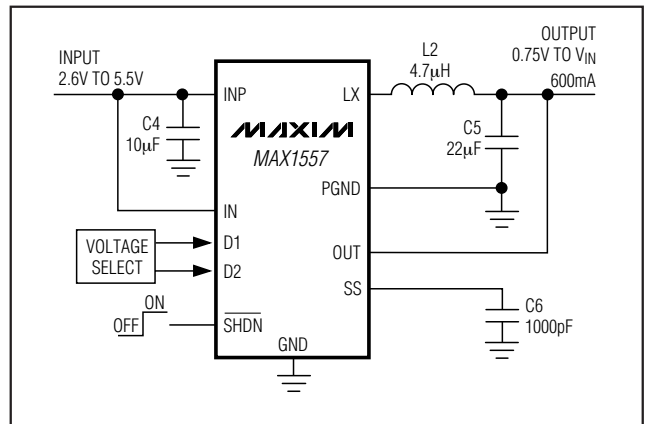 INPUT
2.6V TO 5.5V
L2
4.7μH
OUTPUT
0.75V TO VIN
600mA
INP
LX
C4
10μF
MAXIM
MAX1557
C5
22μF
PGND
IN
VOLTAGE
SELECT
D1
D2
OUT
SS
ON
OFF
SHDN
C6
1000pF
GND